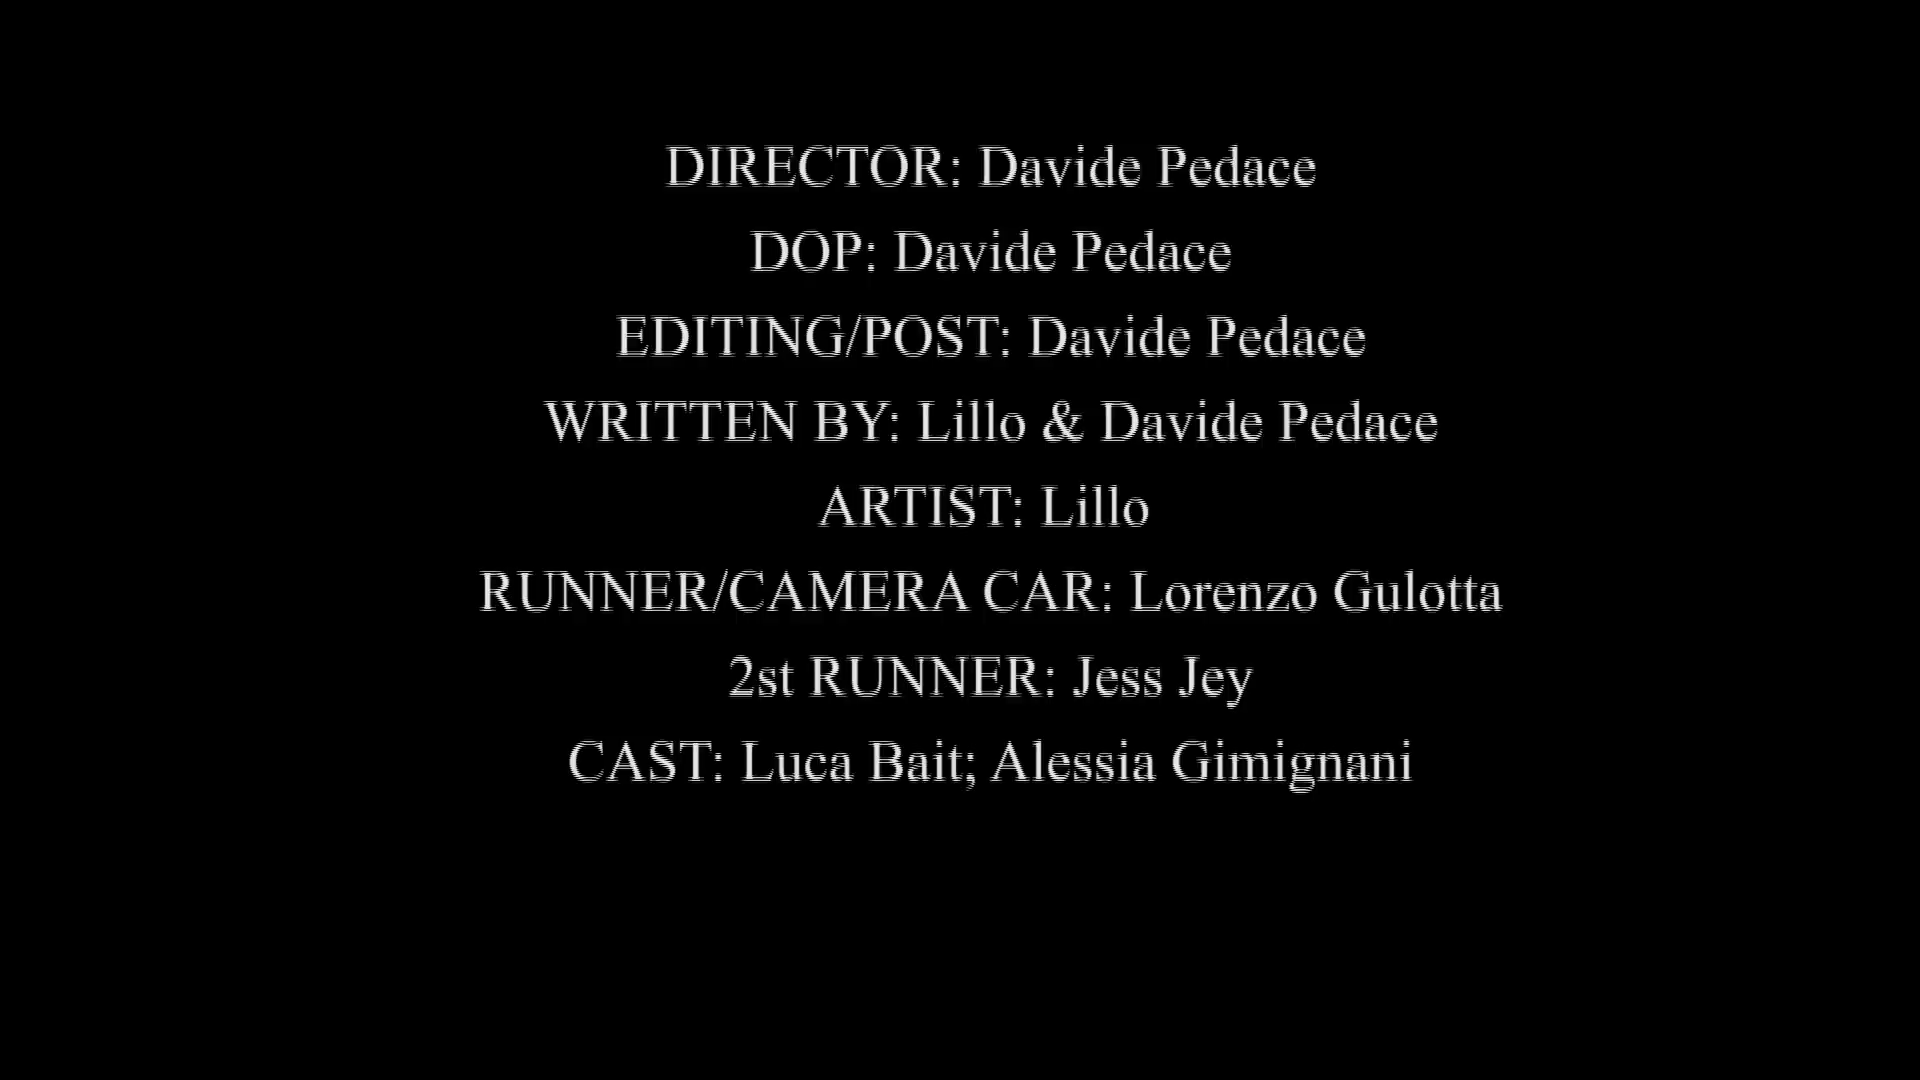 DIRECTOR: Davide Pedace
DOP: Davide Pedace
EDITING/POST: Davide Pedace
WRITTEN BY: Lillo & Davide Pedace
ARTIST: Lillo
RUNNER/CAMERA CAR: Lorenzo Gulotta
2st RUNNER: Jess Jey
CAST: Luca Bait; Alessia Gimignani